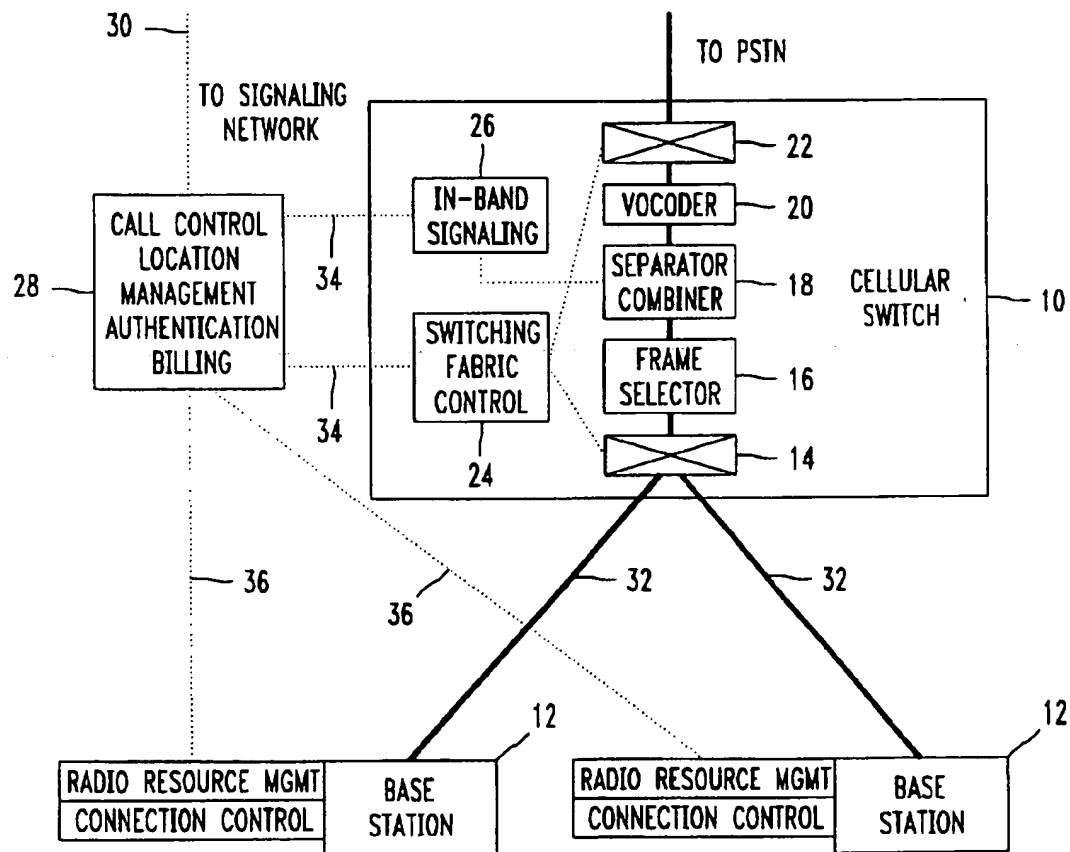 30
TO PSTN
TO SIGNALING
NETWORK
26
22
IN-BAND
SIGNALING
VOCODER
20
CALL CONTROL
LOCATION
MANAGEMENT
AUTHENTICATION
BILLING
28
34
SEPARATOR
COMBINER
18
CELLULAR
SWITCH
10
SWITCHING
FABRIC
CONTROL
FRAME
SELECTOR
16
34
24
14
36
36
32
32
12
12
RADIO RESOURCE MGMT
CONNECTION CONTROL
BASE
STATION
RADIO RESOURCE MGMT
CONNECTION CONTROL
BASE
STATION